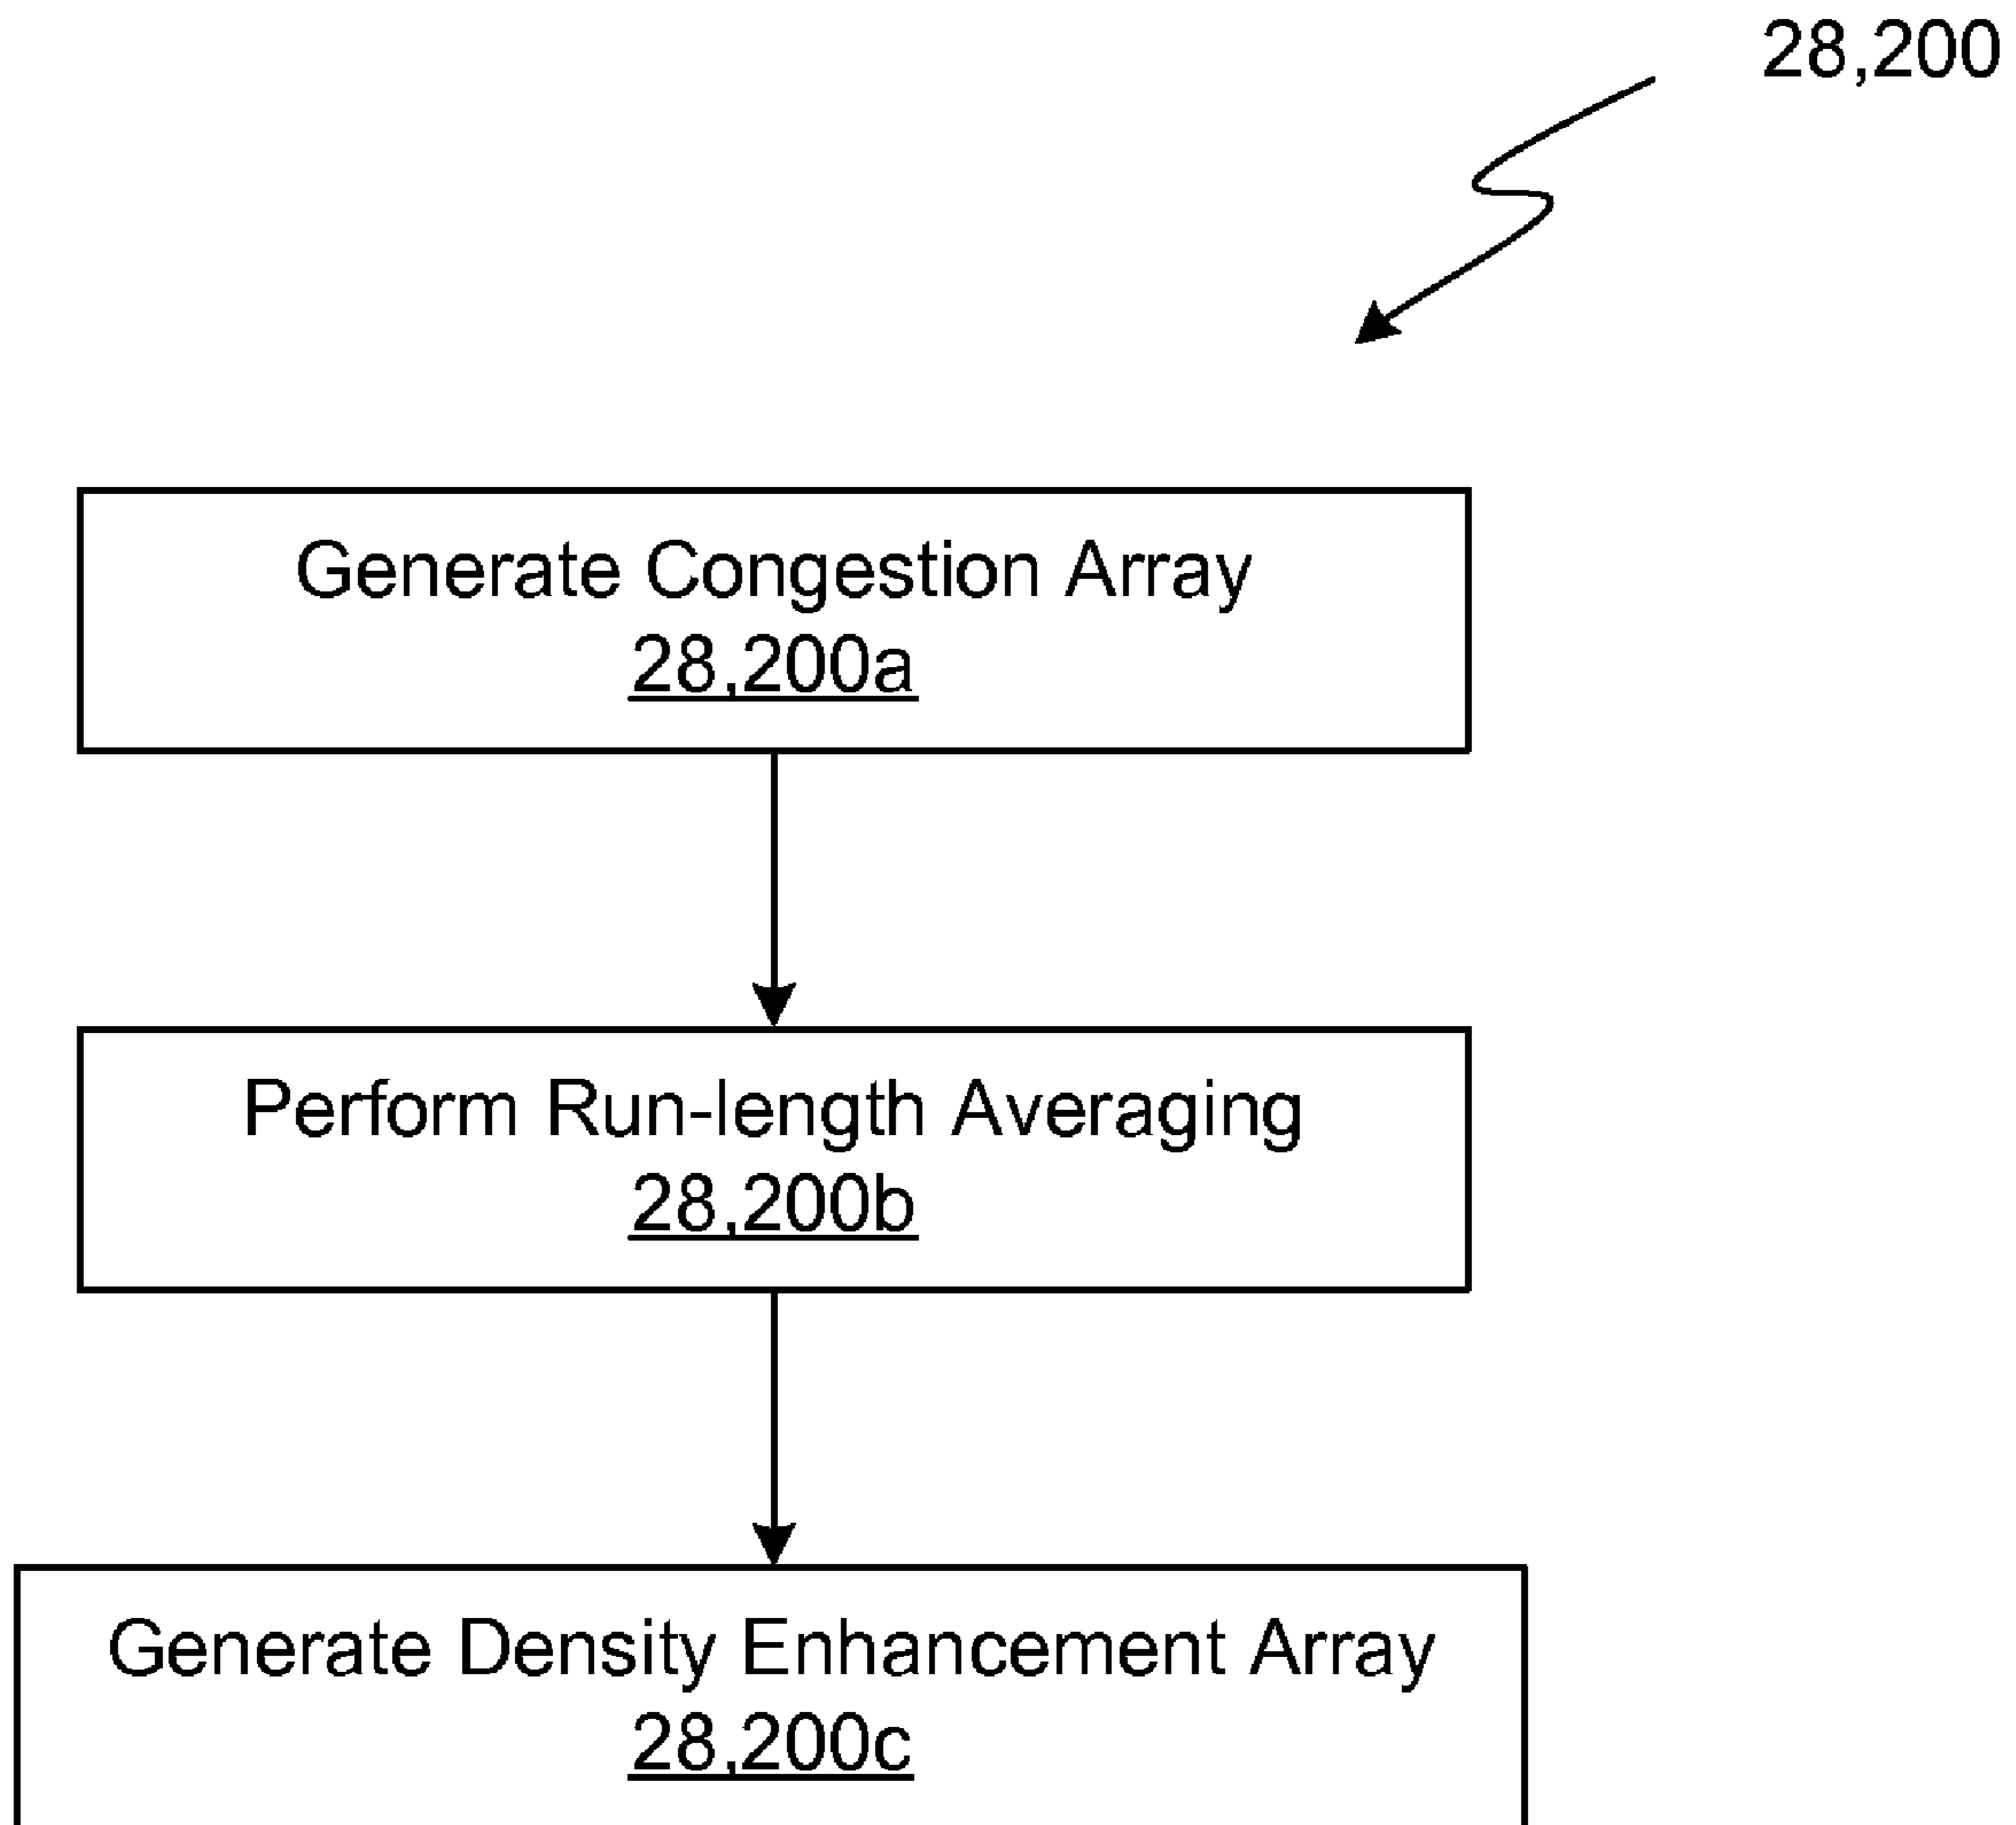 28,200
Generate Congestion Array
28,200a
Perform Run-length Averaging
28,200b
Generate Density Enhancement Array
28,200c